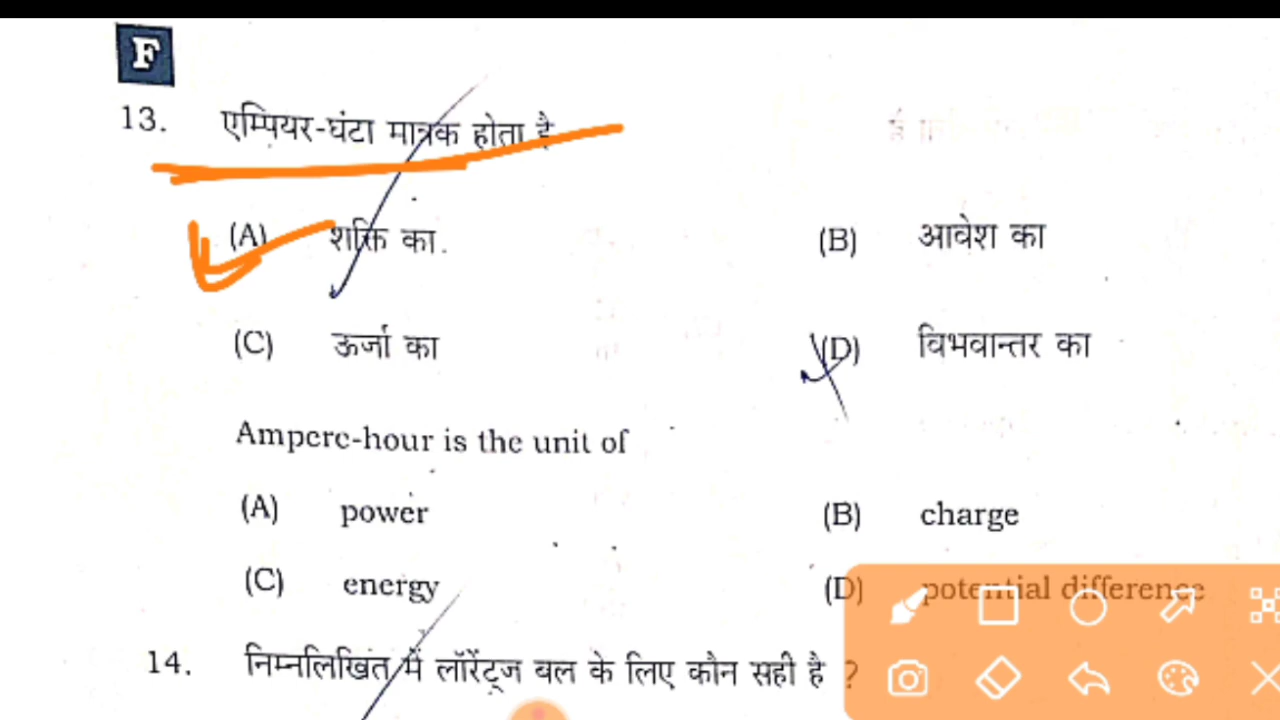 F
13. एम्पियर-घंटा मात्रक होता है
(A) शक्ति का (B) आवेश का
(C) ऊर्जा का (D) विभवान्तर का
Ampere-hour is the unit of
(A) power (B) charge
(C) energy (D) potential difference
14. निम्नलिखित में लॉरेंट्ज बल के लिए कौन सही है ?